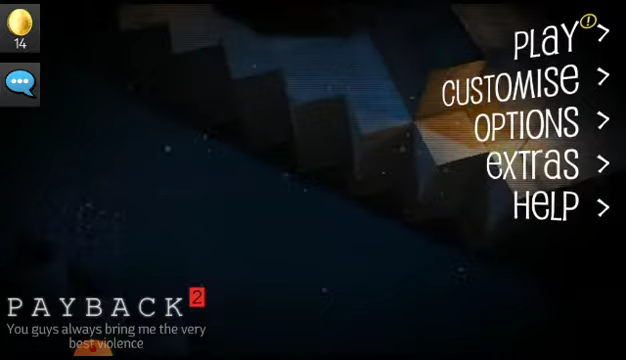 14
PLAY !
CUSTOMISE
OPTIONS
EXTRAS
HELP
PAYBACK 2
You guys always bring me the very
best violence